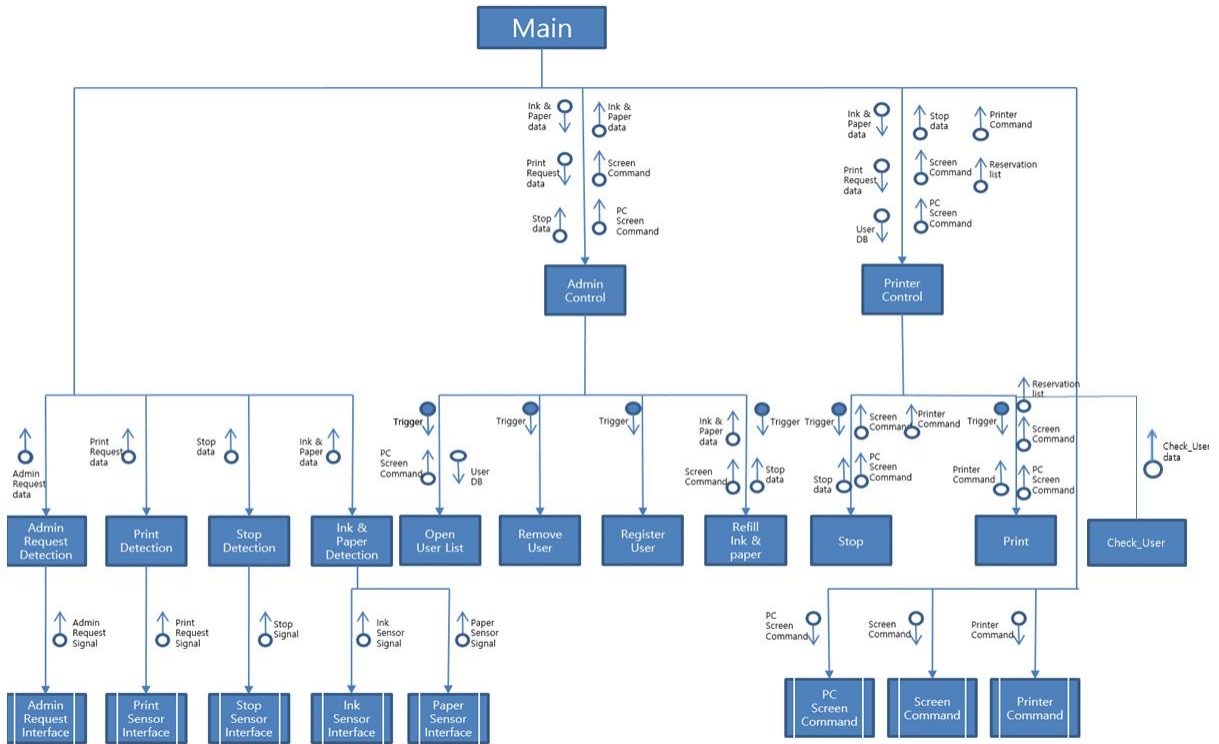 Main
Ink &
Paper
data
Ink &
Paper
data
Print
Request
data
Screen
Command
Stop
data
PC
Screen
Command
Ink &
Paper
data
Stop
data
Printer
Command
Print
Request
data
Screen
Command
Reservation
list
User
DB
PC
Screen
Command
Admin
Control
Printer
Control
Admin
Request
data
Print
Request
data
Stop
data
Ink &
Paper
data
Trigger
PC
Screen
Command
User
DB
Trigger
Trigger
Ink &
Paper
data
Trigger
Screen
Command
Stop
data
Trigger
Screen
Command
Printer
Command
Stop
data
PC
Screen
Command
Trigger
Reservation
list
Screen
Command
Printer
Command
PC
Screen
Command
Check_User
data
Admin
Request
Detection
Print
Detection
Stop
Detection
Ink &
Paper
Detection
Open
User List
Remove
User
Register
User
Refill
Ink &
paper
Stop
Print
Check_User
Admin
Request
Signal
Print
Request
Signal
Stop
Signal
Ink
Sensor
Signal
Paper
Sensor
Signal
PC
Screen
Command
Screen
Command
Printer
Command
Admin
Request
Interface
Print
Sensor
Interface
Stop
Sensor
Interface
Ink
Sensor
Interface
Paper
Sensor
Interface
PC
Screen
Command
Screen
Command
Printer
Command